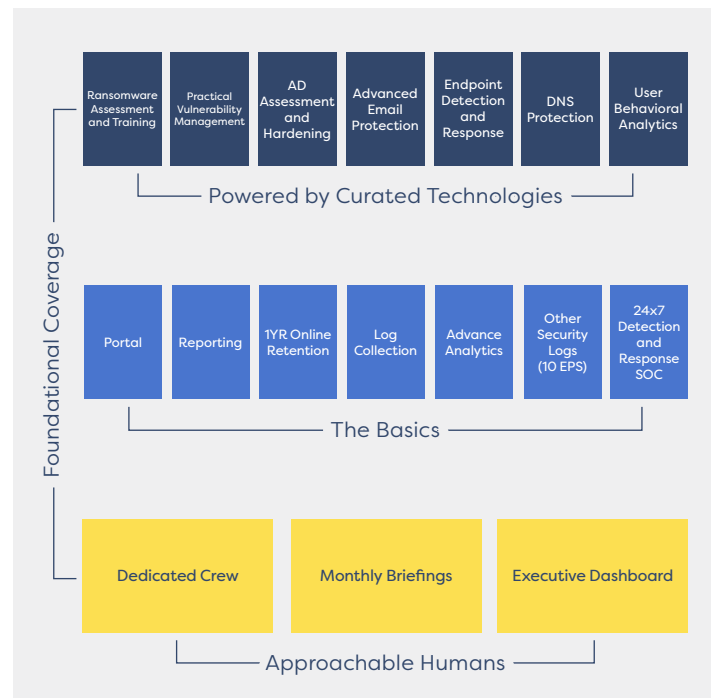 Ransomware
Assessment
and Training
Practical
Vulnerability
Management
AD
Assessment
and
Hardening
Advanced
Email
Protection
Endpoint
Detection
and
Response
DNS
Protection
User
Behavioral
Analytics
Powered by Curated Technologies
Foundational Coverage
Portal
Reporting
1YR Online
Retention
Log
Collection
Advance
Analytics
Other
Security
Logs
(10 EPS)
24x7
Detection
and
Response
SOC
The Basics
Dedicated Crew
Monthly Briefings
Executive Dashboard
Approachable Humans